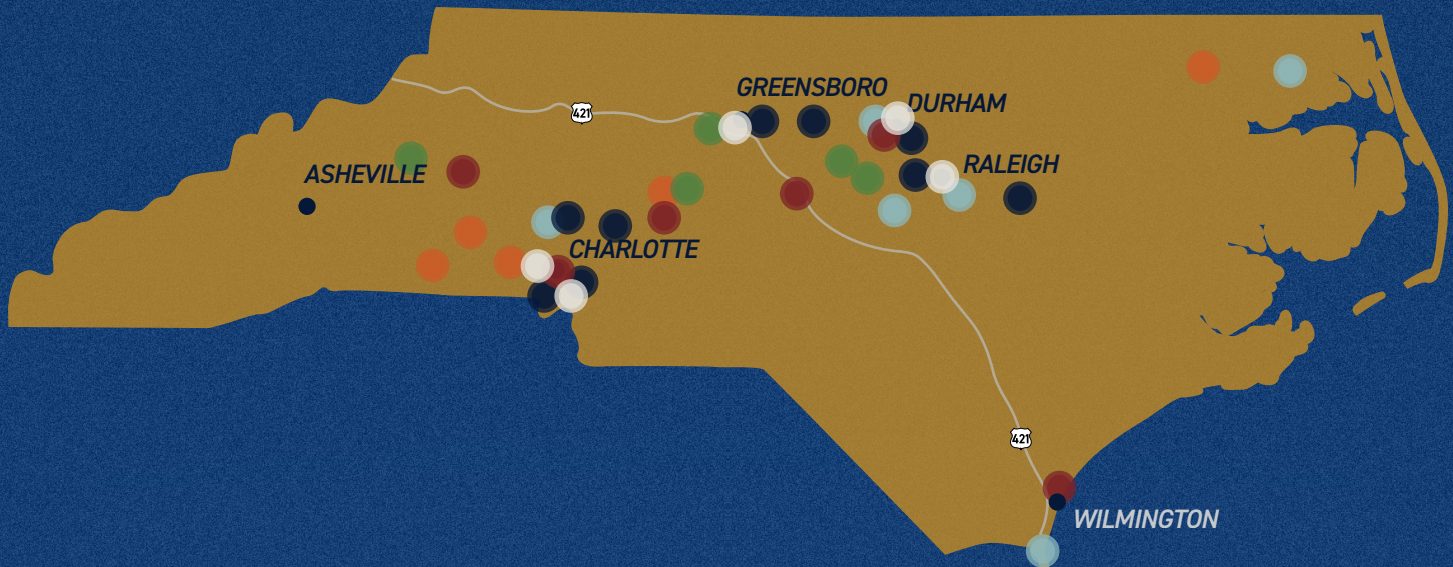 GREENSBORO
DURHAM
421
RALEIGH
ASHEVILLE
CHARLOTTE
421
WILMINGTON